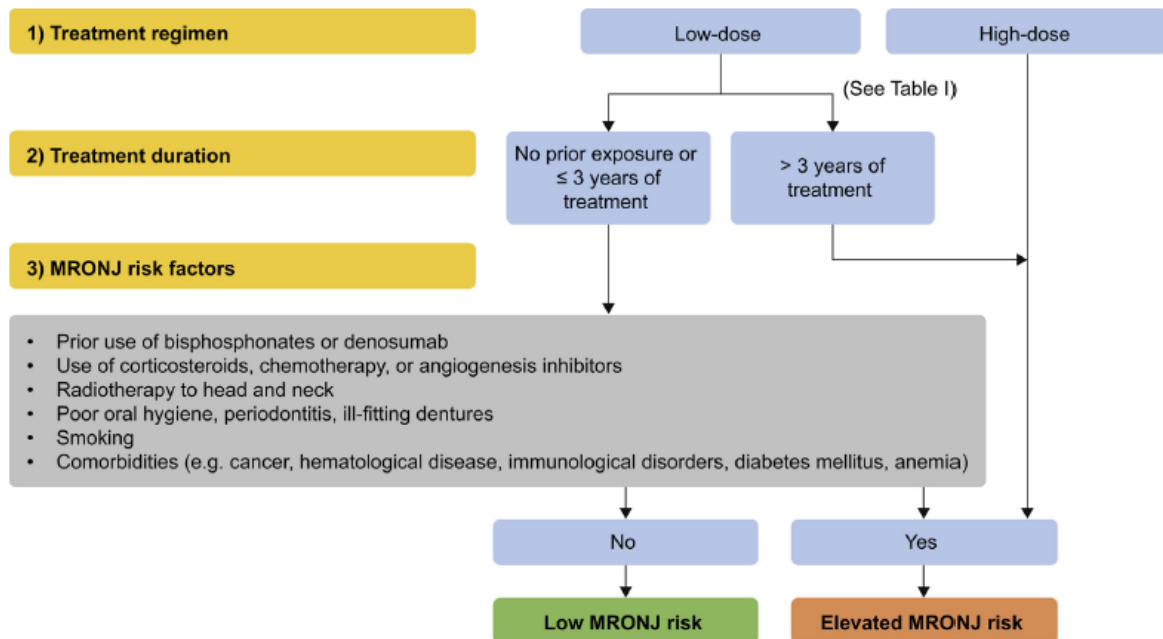 1) Treatment regimen
Low-dose
High-dose
(See Table I)
2) Treatment duration
No prior exposure or
≤ 3 years of
treatment
> 3 years of
treatment
3) MRONJ risk factors
• Prior use of bisphosphonates or denosumab
• Use of corticosteroids, chemotherapy, or angiogenesis inhibitors
• Radiotherapy to head and neck
• Poor oral hygiene, periodontitis, ill-fitting dentures
• Smoking
• Comorbidities (e.g. cancer, hematological disease, immunological disorders, diabetes mellitus, anemia)
No
Yes
Low MRONJ risk
Elevated MRONJ risk